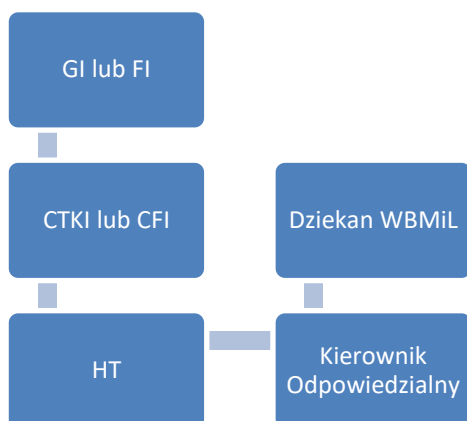 GI lub FI
CTKI lub CFI
HT
Kierownik
Odpowiedzialny
Dziekan WBMiL